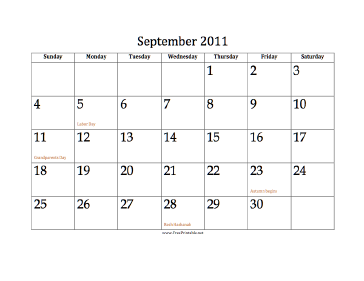 September 2011
Sunday Monday Tuesday Wednesday Thursday Friday Saturday
1 2 3
4 5 6 7 8 9 10
Labor Day
11 12 13 14 15 16 17
Grandparents Day
18 19 20 21 22 23 24
Autumn begins
25 26 27 28 29 30
Rosh Hashanah
www.FreePrintable.net